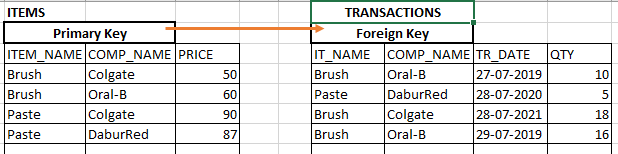 ITEMS TRANSACTIONS
Primary Key Foreign Key
ITEM_NAME COMP_NAME PRICE IT_NAME COMP_NAME TR_DATE QTY
Brush Colgate 50 Brush Oral-B 27-07-2019 10
Brush Oral-B 60 Paste DaburRed 28-07-2020 5
Paste Colgate 90 Brush Colgate 28-07-2021 18
Paste DaburRed 87 Brush Oral-B 29-07-2019 16